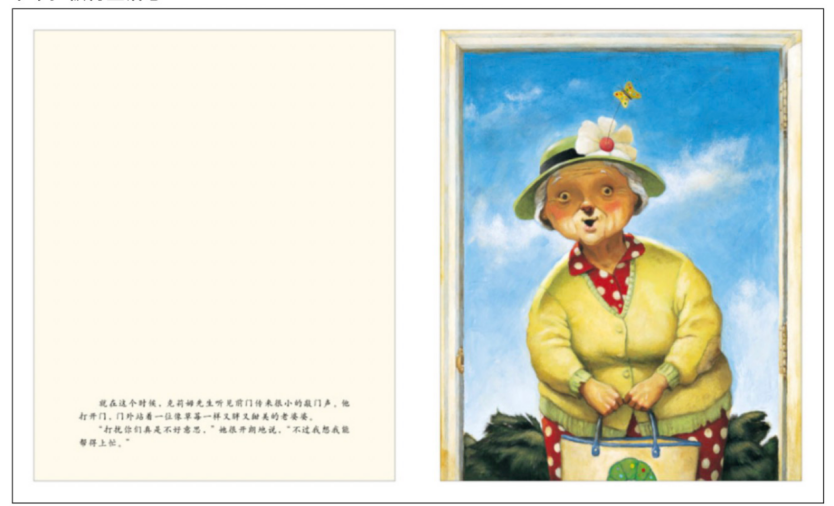 就在这个时候，克莉姆先生听见前门传来很小的敲门声。他
打开门，门外站着一位像草莓一样又胖又甜美的老婆婆。
“打扰你们真是不好意思，”她很开朗地说，“不过我想我能
帮得上忙。”